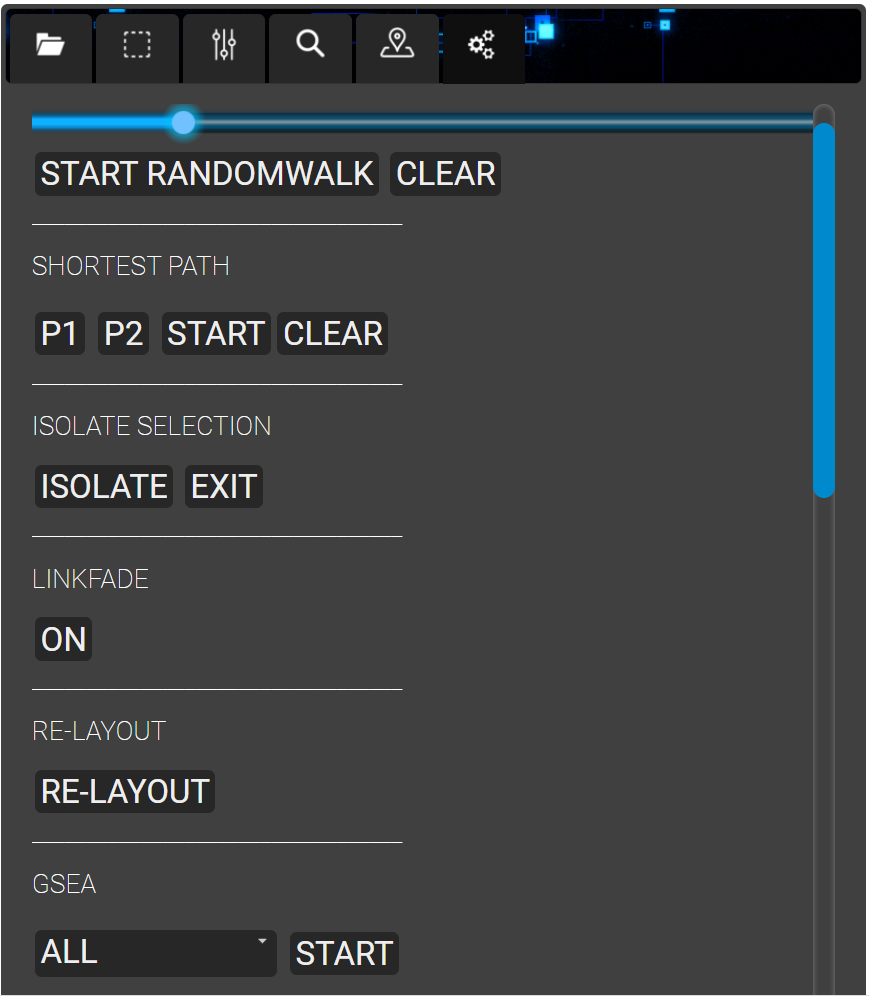 START RANDOMWALK CLEAR
SHORTEST PATH
P1 P2 START CLEAR
ISOLATE SELECTION
ISOLATE EXIT
LINKFADE
ON
RE-LAYOUT
RE-LAYOUT
GSEA
ALL START